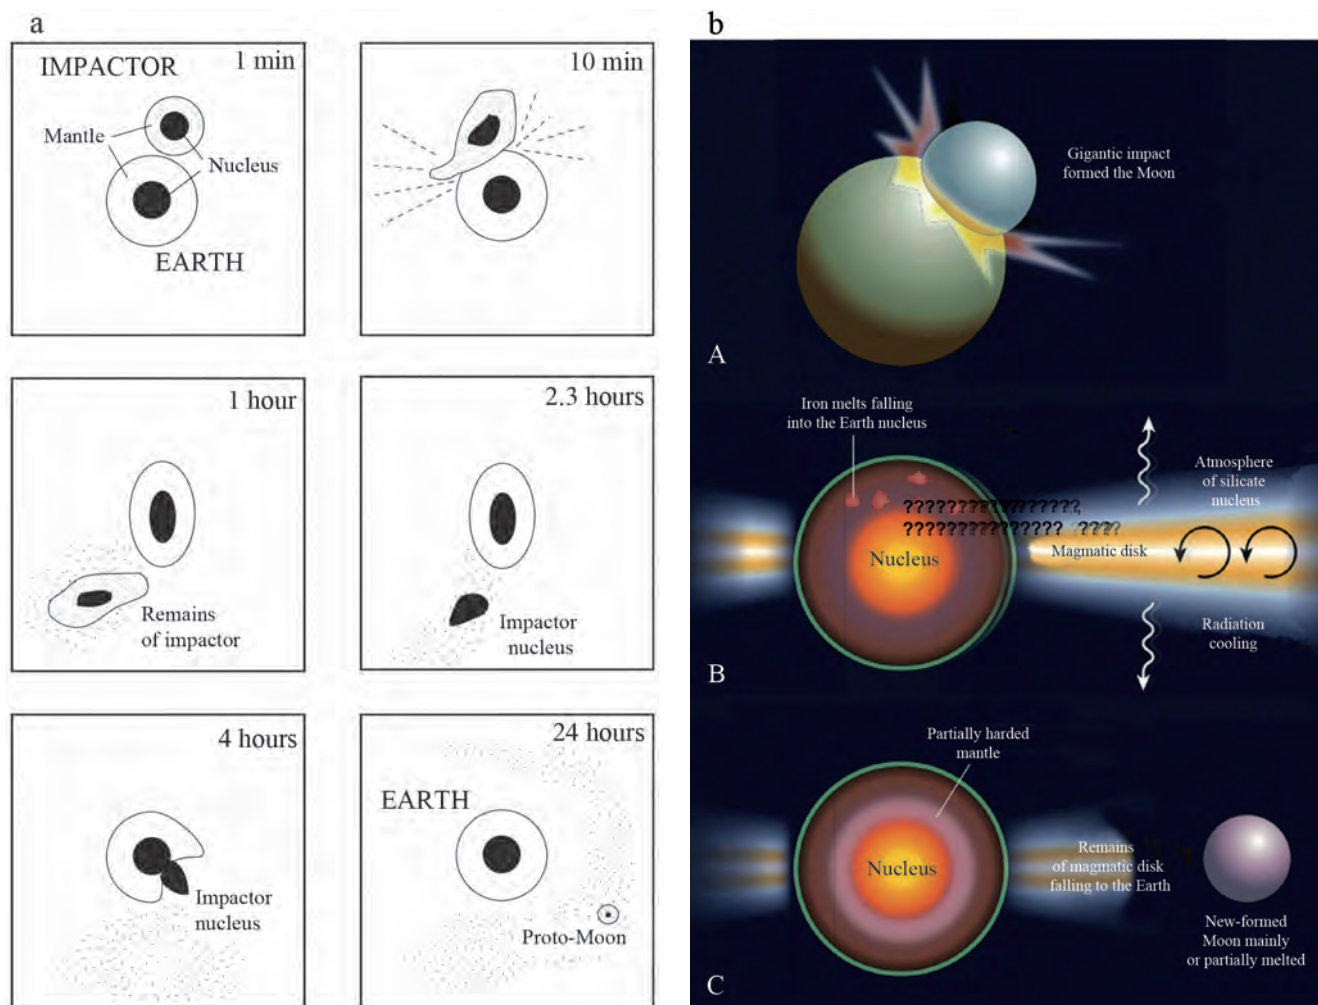 a
IMPACTOR
1 min
Mantle
Nucleus
EARTH
10 min
1 hour
Remains
of impactor
2.3 hours
Impactor
nucleus
4 hours
Impactor
nucleus
24 hours
EARTH
Proto-Moon
b
Gigantic impact
formed the Moon
A
Iron melts falling
into the Earth nucleus
Atmosphere
of silicate
nucleus
Nucleus
Magmatic disk
Radiation
cooling
B
Partially harded
mantle
Nucleus
Remains
of magmatic disk
falling to the Earth
New-formed
Moon mainly
or partially melted
C